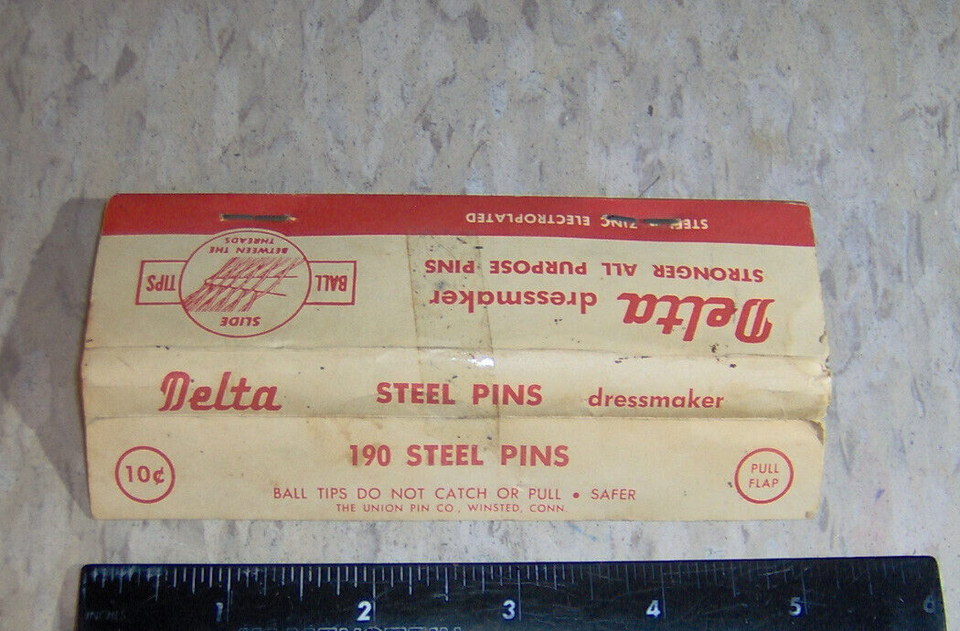 STEEL ZINC ELECTROPLATED
Delta dressmaker
STRONGER ALL PURPOSE PINS
BALL TIPS
SLIDE
BETWEEN THE
THREADS
Delta STEEL PINS dressmaker
190 STEEL PINS
10¢
PULL
FLAP
BALL TIPS DO NOT CATCH OR PULL • SAFER
THE UNION PIN CO., WINSTED, CONN.
INCHES 1 2 3 4 5 6